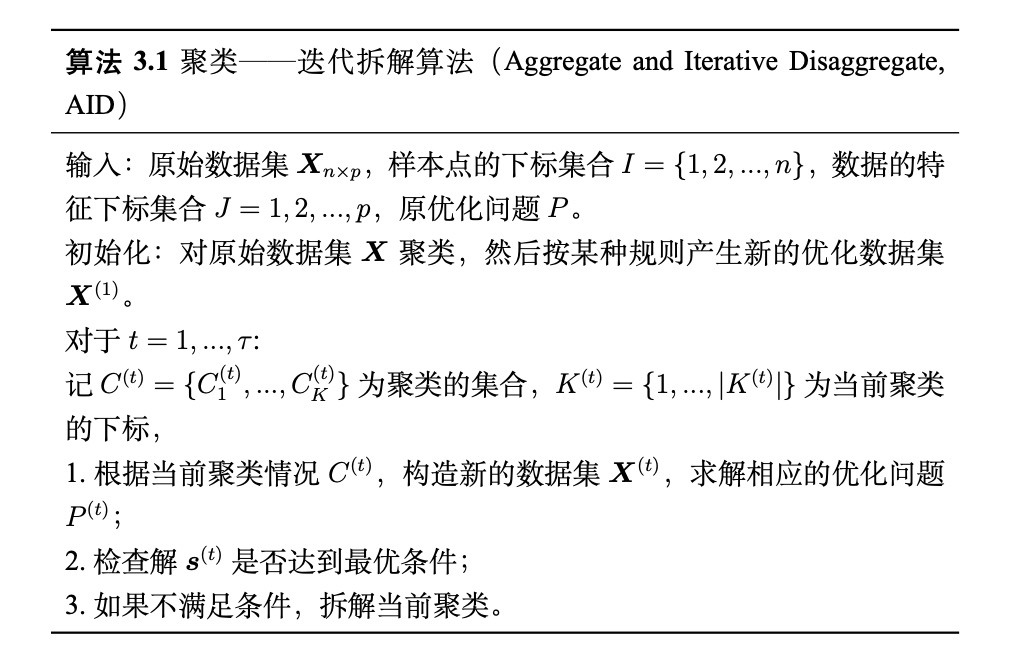 算法 3.1 聚类——迭代拆解算法（Aggregate and Iterative Disaggregate,
AID）
输入：原始数据集 X_{n×p}，样本点的下标集合 I = {1, 2, ..., n}，数据的特
征下标集合 J = 1, 2, ..., p，原优化问题 P。
初始化：对原始数据集 X 聚类，然后按某种规则产生新的优化数据集
X^{(1)}。
对于 t = 1, ..., τ:
记 C^{(t)} = {C_1^{(t)}, ..., C_K^{(t)}} 为聚类的集合，K^{(t)} = {1, ..., |K^{(t)}|} 为当前聚类
的下标，
1. 根据当前聚类情况 C^{(t)}，构造新的数据集 X^{(t)}，求解相应的优化问题
P^{(t)}；
2. 检查解 s^{(t)} 是否达到最优条件；
3. 如果不满足条件，拆解当前聚类。